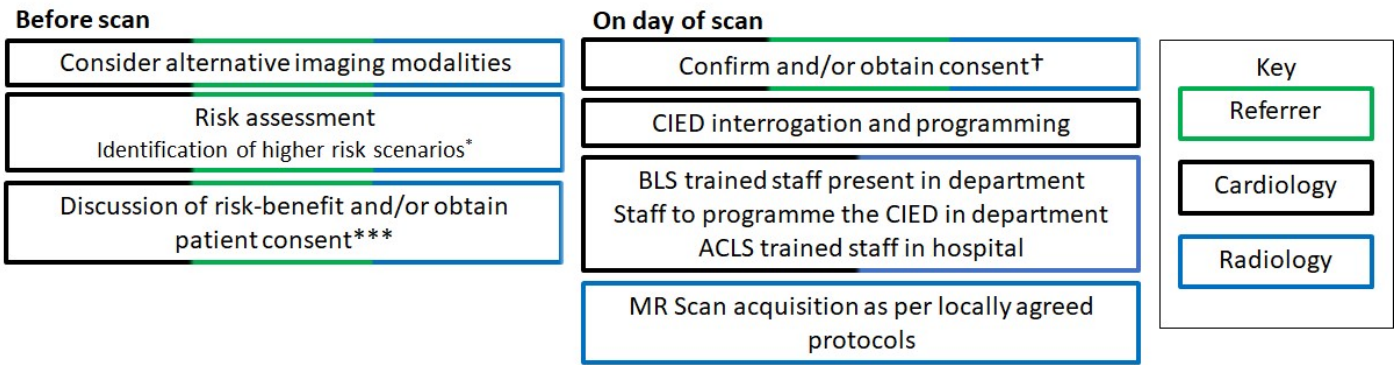 Before scan
Consider alternative imaging modalities
Risk assessment
Identification of higher risk scenarios*
Discussion of risk-benefit and/or obtain
patient consent***
On day of scan
Confirm and/or obtain consent†
CIED interrogation and programming
BLS trained staff present in department
Staff to programme the CIED in department
ACLS trained staff in hospital
MR Scan acquisition as per locally agreed
protocols
Key
Referrer
Cardiology
Radiology